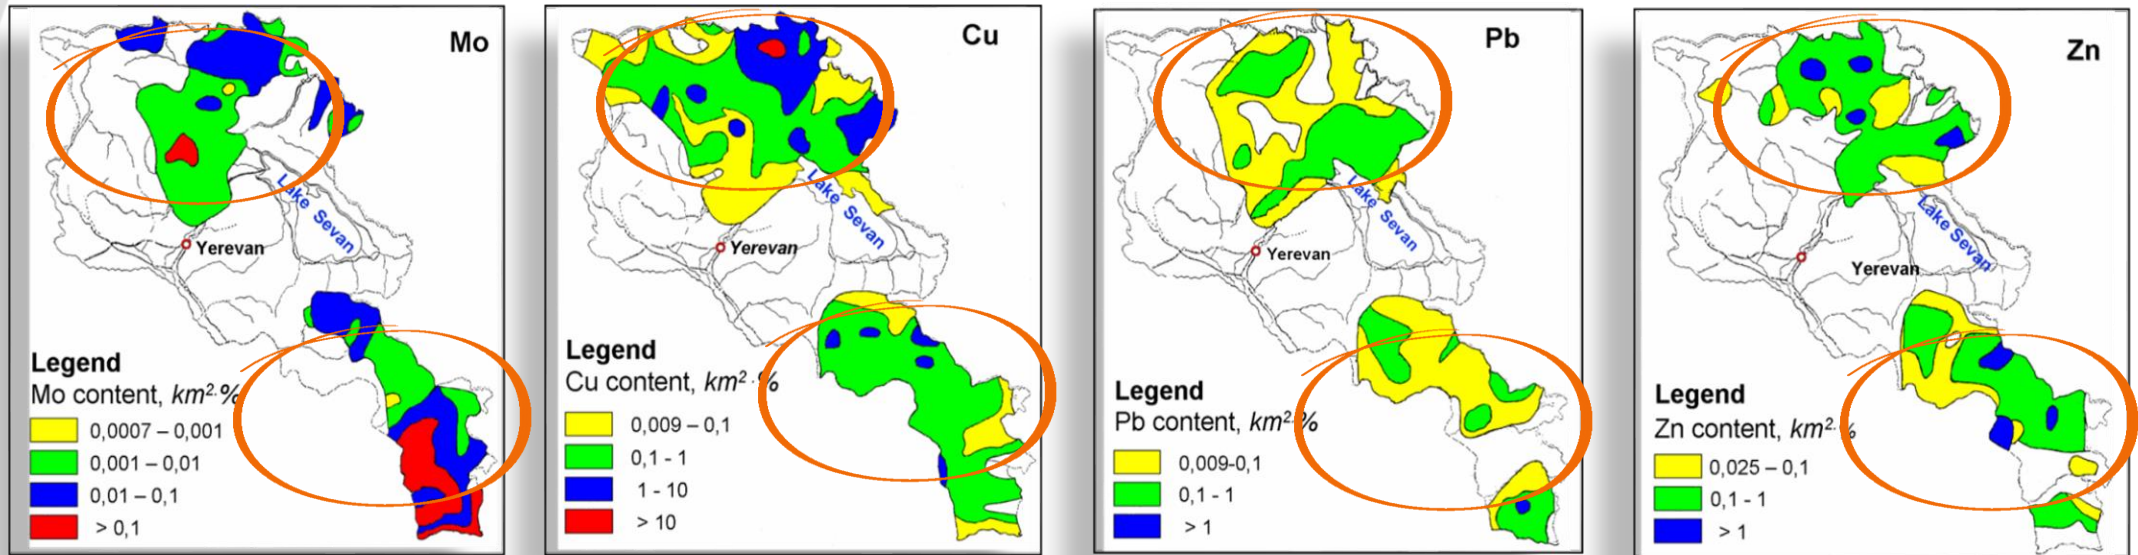 Mo
Lake Sevan
Yerevan
Legend
Mo content, km².%
0,0007 – 0,001
0,001 – 0,01
0,01 – 0,1
> 0,1
Cu
Lake Sevan
Yerevan
Legend
Cu content, km².%
0,009 – 0,1
0,1 - 1
1 - 10
> 10
Pb
Lake Sevan
Yerevan
Legend
Pb content, km².%
0,009-0,1
0,1 - 1
> 1
Zn
Lake Sevan
Yerevan
Legend
Zn content, km².%
0,025 – 0,1
0,1 - 1
> 1